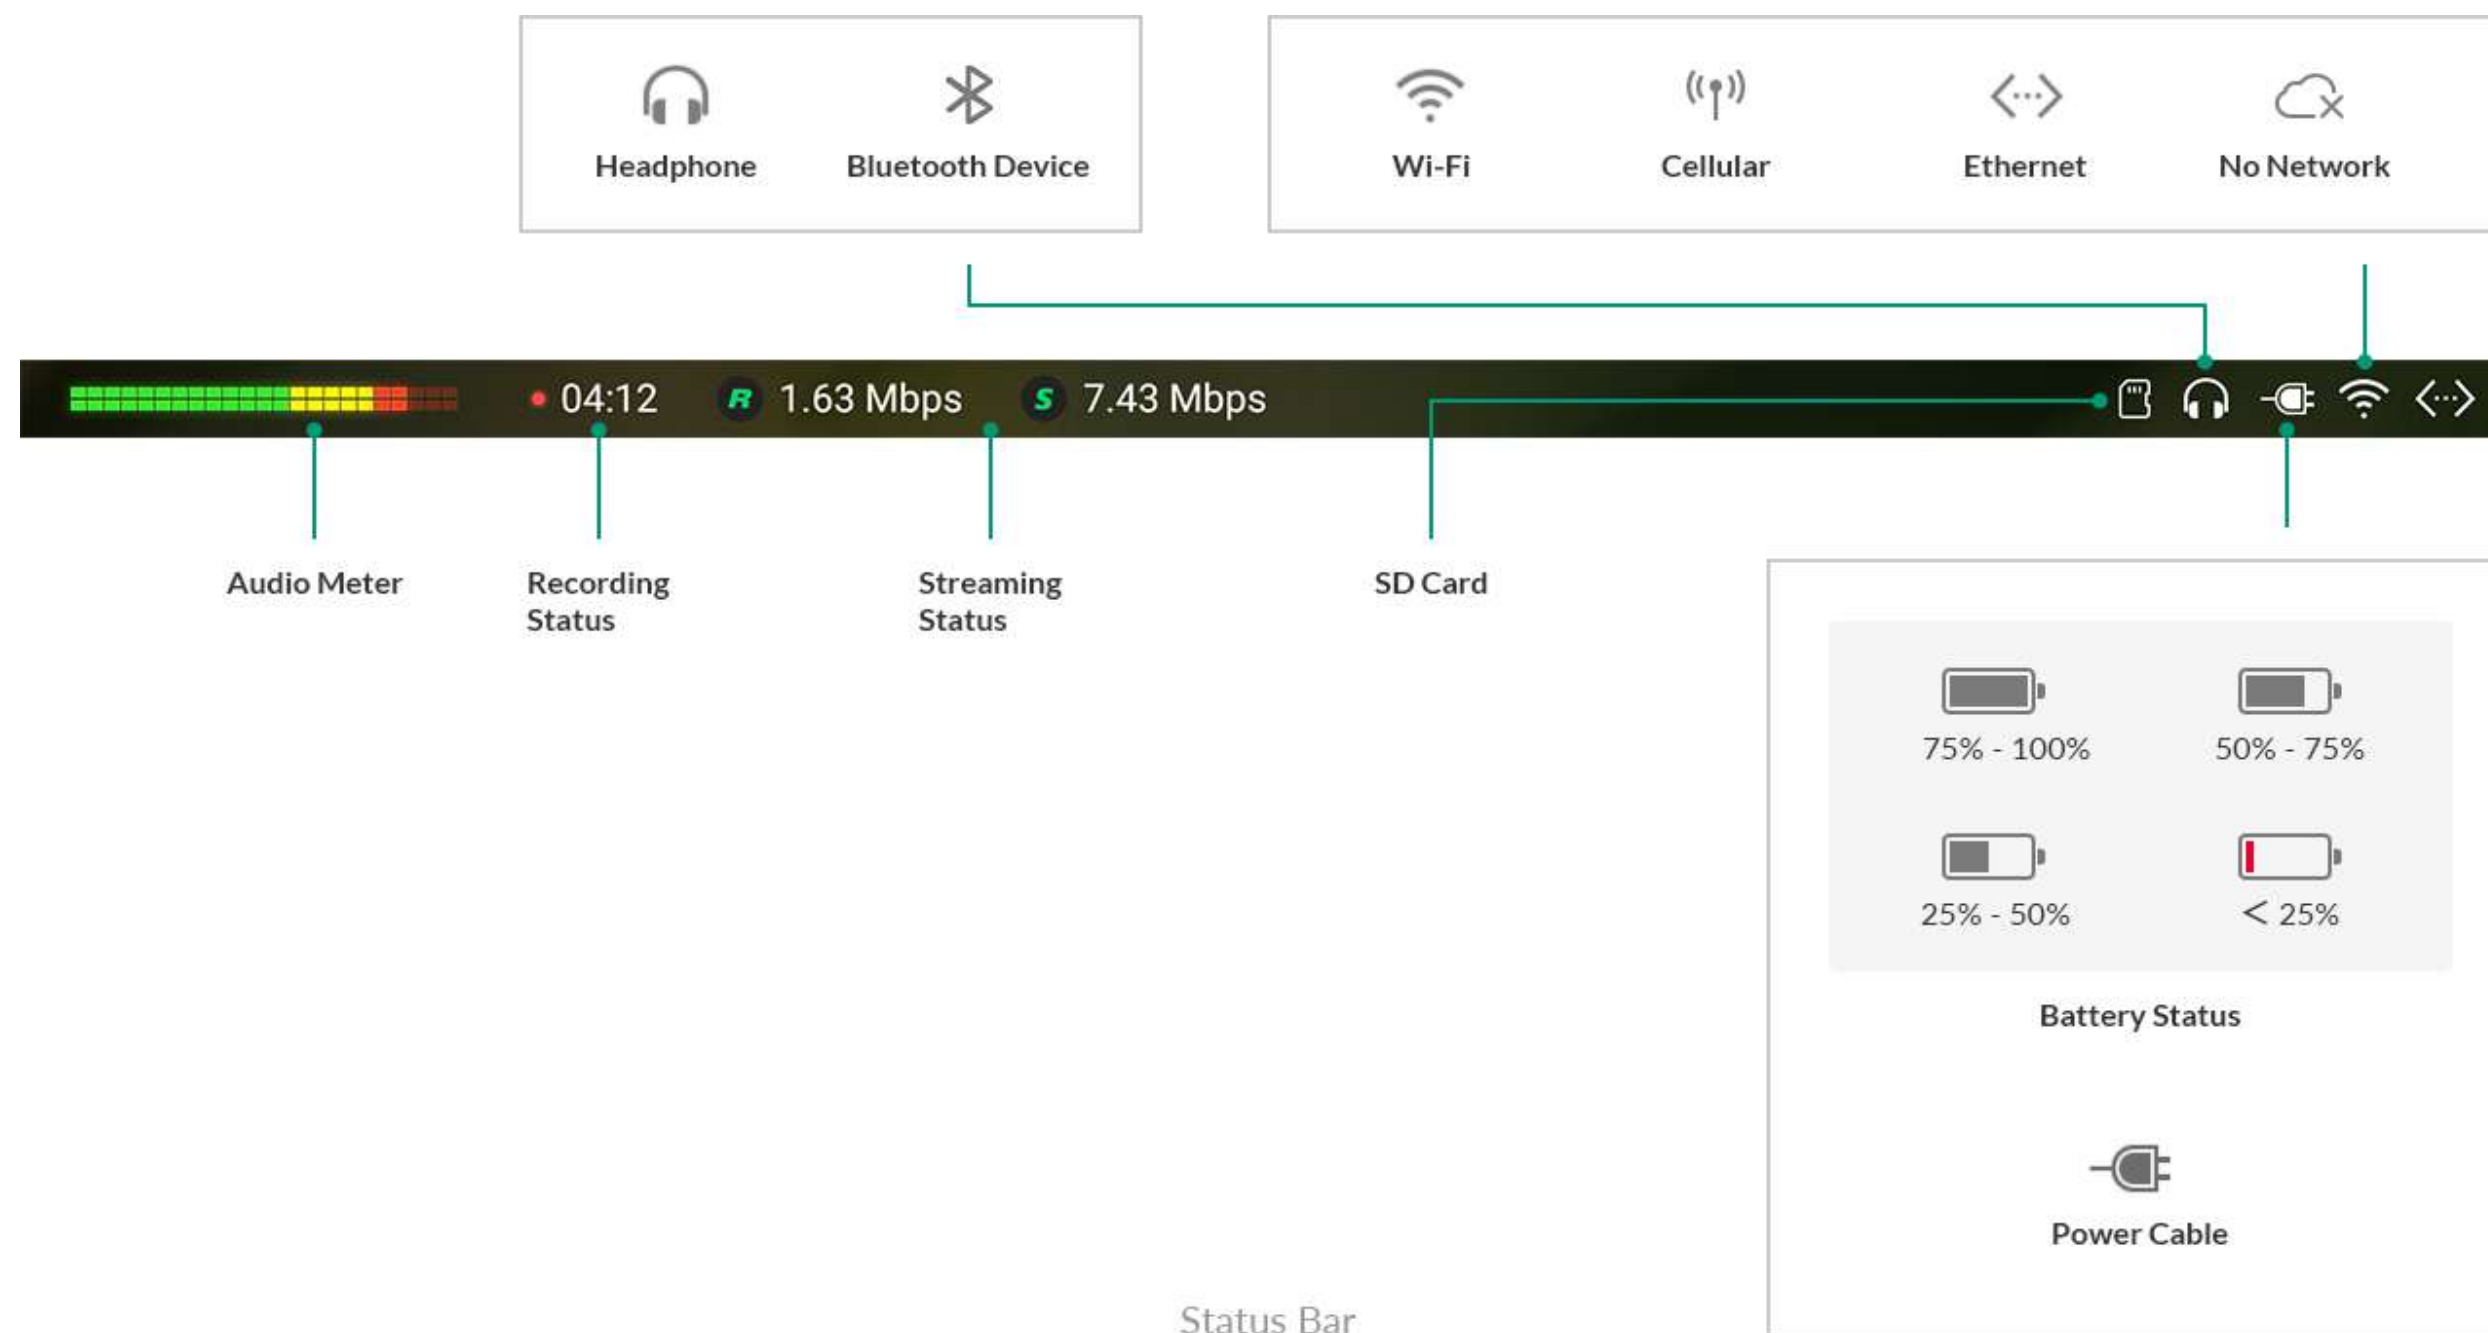 Headphone
Bluetooth Device
Wi-Fi
Cellular
Ethernet
No Network
04:12
R 1.63 Mbps
S 7.43 Mbps
Audio Meter
Recording
Status
Streaming
Status
SD Card
75% - 100%
50% - 75%
25% - 50%
< 25%
Battery Status
Power Cable
Status Bar